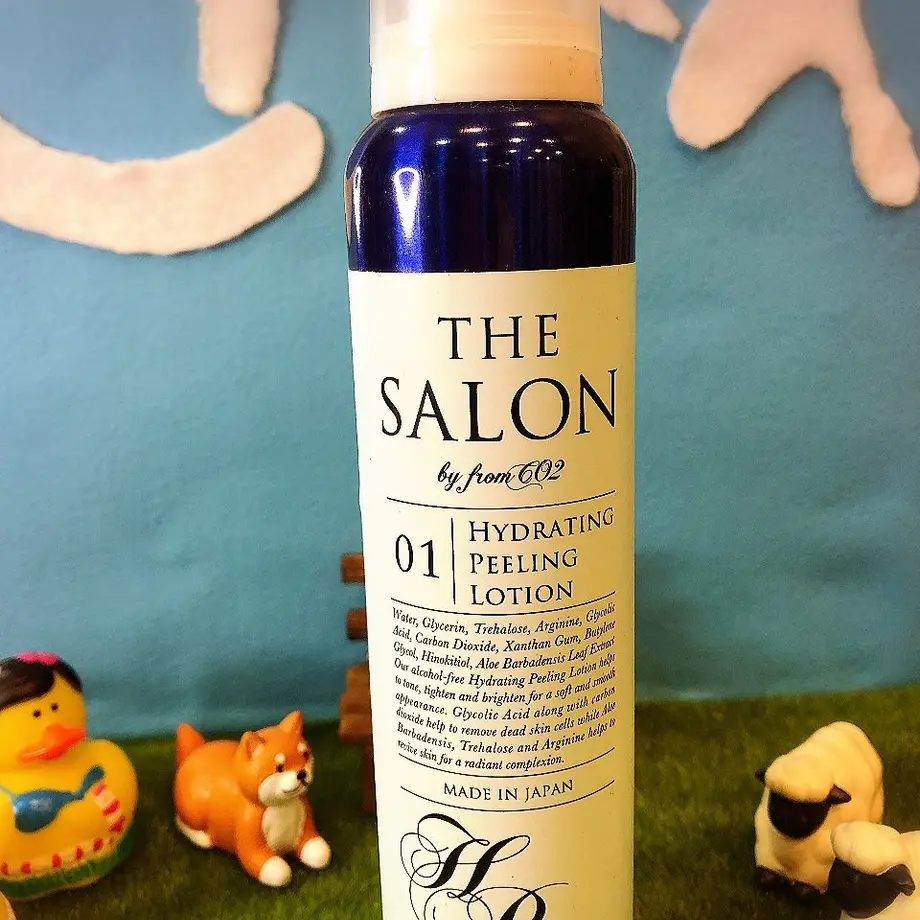 THE
SALON
by from CO2
01
HYDRATING
PEELING
LOTION
Water, Glycerin, Trehalose, Arginine, Glycolic
Acid, Carbon Dioxide, Xanthan Gum, Butylene
Glycol, Hinokitiol, Aloe Barbadensis Leaf Extract
Our alcohol-free Hydrating Peeling Lotion helps
to tone, tighten and brighten for a soft and smooth
appearance. Glycolic Acid along with carbon
dioxide help to remove dead skin cells while Aloe
Barbadensis, Trehalose and Arginine helps to
revive skin for a radiant complexion.
MADE IN JAPAN
H